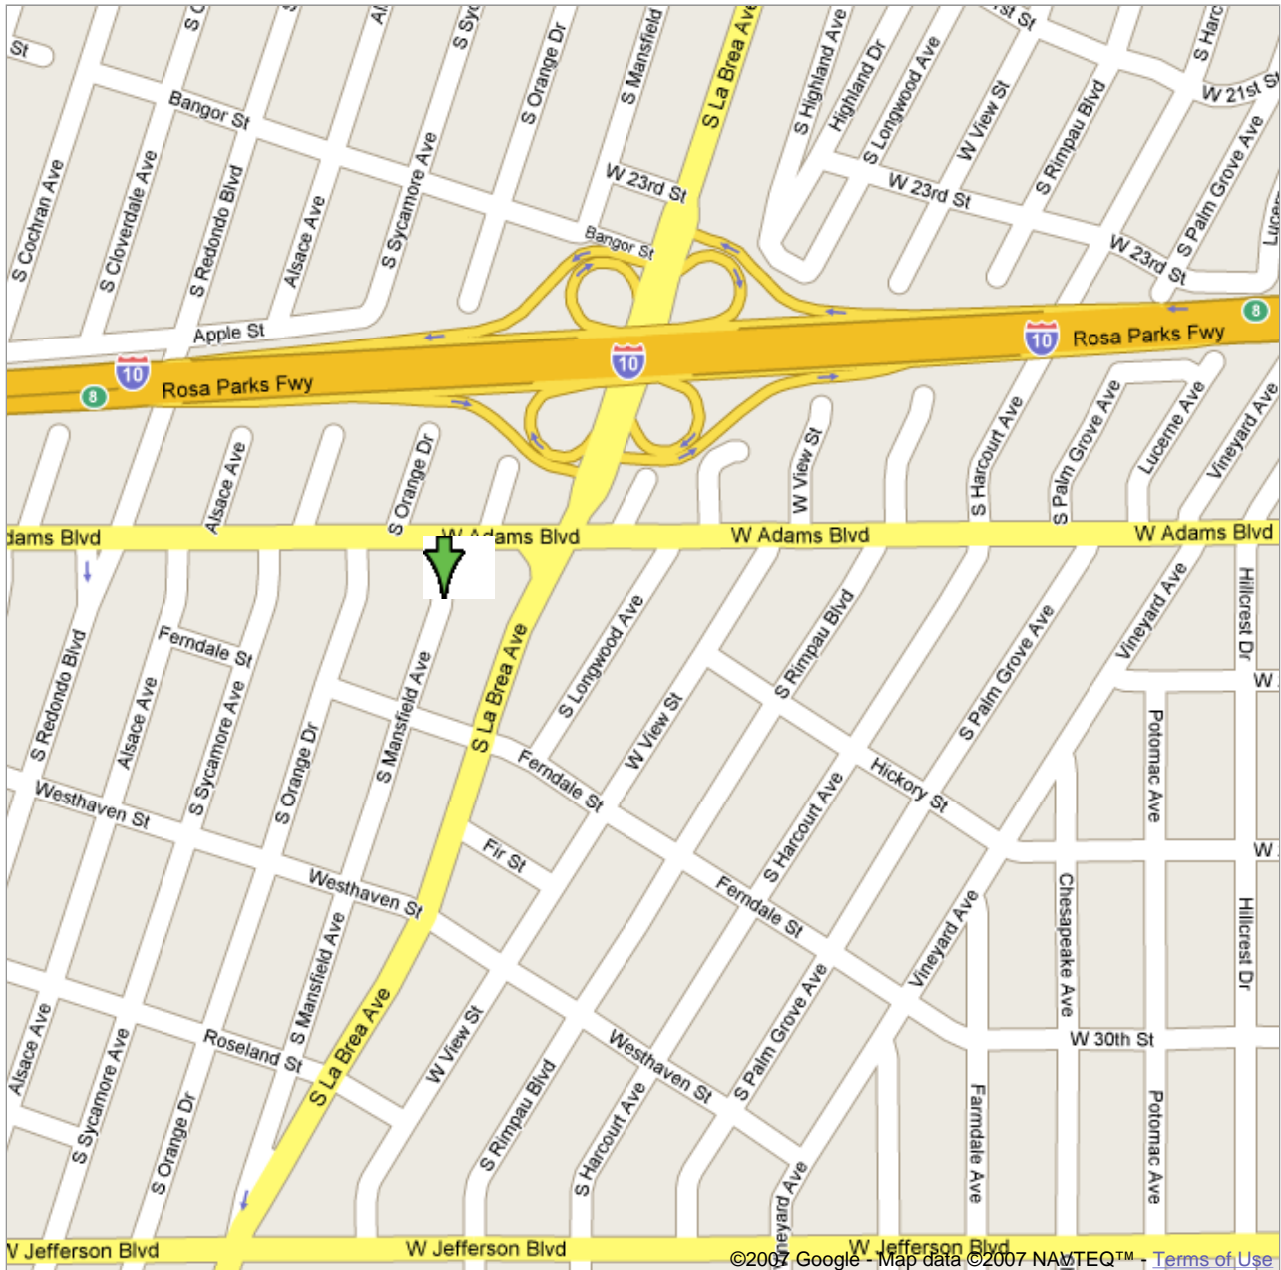 St
S C
Al
S Syc
S Orange Dr
S Mansfield
S La Brea Ave
S Highland Ave
Highland Dr
S Longwood Ave
1st St
W View St
S Rimpau Blvd
S Harc
W 21st St
S Palm Grove Ave
Bangor St
W 23rd St
W 23rd St
W 23rd St
Bangor St
S Cochran Ave
S Cloverdale Ave
S Redondo Blvd
Alsace Ave
S Sycamore Ave
Lucer
Apple St
10
Rosa Parks Fwy
8
10
10
Rosa Parks Fwy
8
Alsace Ave
S Orange Dr
W View St
S Harcourt Ave
S Palm Grove Ave
Lucerne Ave
Vineyard Ave
dams Blvd
W Adams Blvd
W Adams Blvd
W Adams Blvd
S Redondo Blvd
Ferndale St
Alsace Ave
S Sycamore Ave
S Orange Dr
S Mansfield Ave
S La Brea Ave
S Longwood Ave
W View St
S Rimpau Blvd
S Palm Grove Ave
Vineyard Ave
Hillcrest Dr
W
Potomac Ave
Westhaven St
Ferndale St
Hickory St
S Harcourt Ave
Fir St
W
Westhaven St
Ferndale St
Chesapeake Ave
Hillcrest Dr
S Mansfield Ave
Vineyard Ave
Alsace Ave
S Sycamore Ave
Roseland St
S La Brea Ave
W View St
Westhaven St
S Palm Grove Ave
W 30th St
S Orange Dr
S Rimpau Blvd
S Harcourt Ave
Farmdale Ave
Potomac Ave
neyard Ave
W Jefferson Blvd
W Jefferson Blvd
W Jefferson Blvd
©2007 Google - Map data ©2007 NAVTEQ™ - Terms of Use